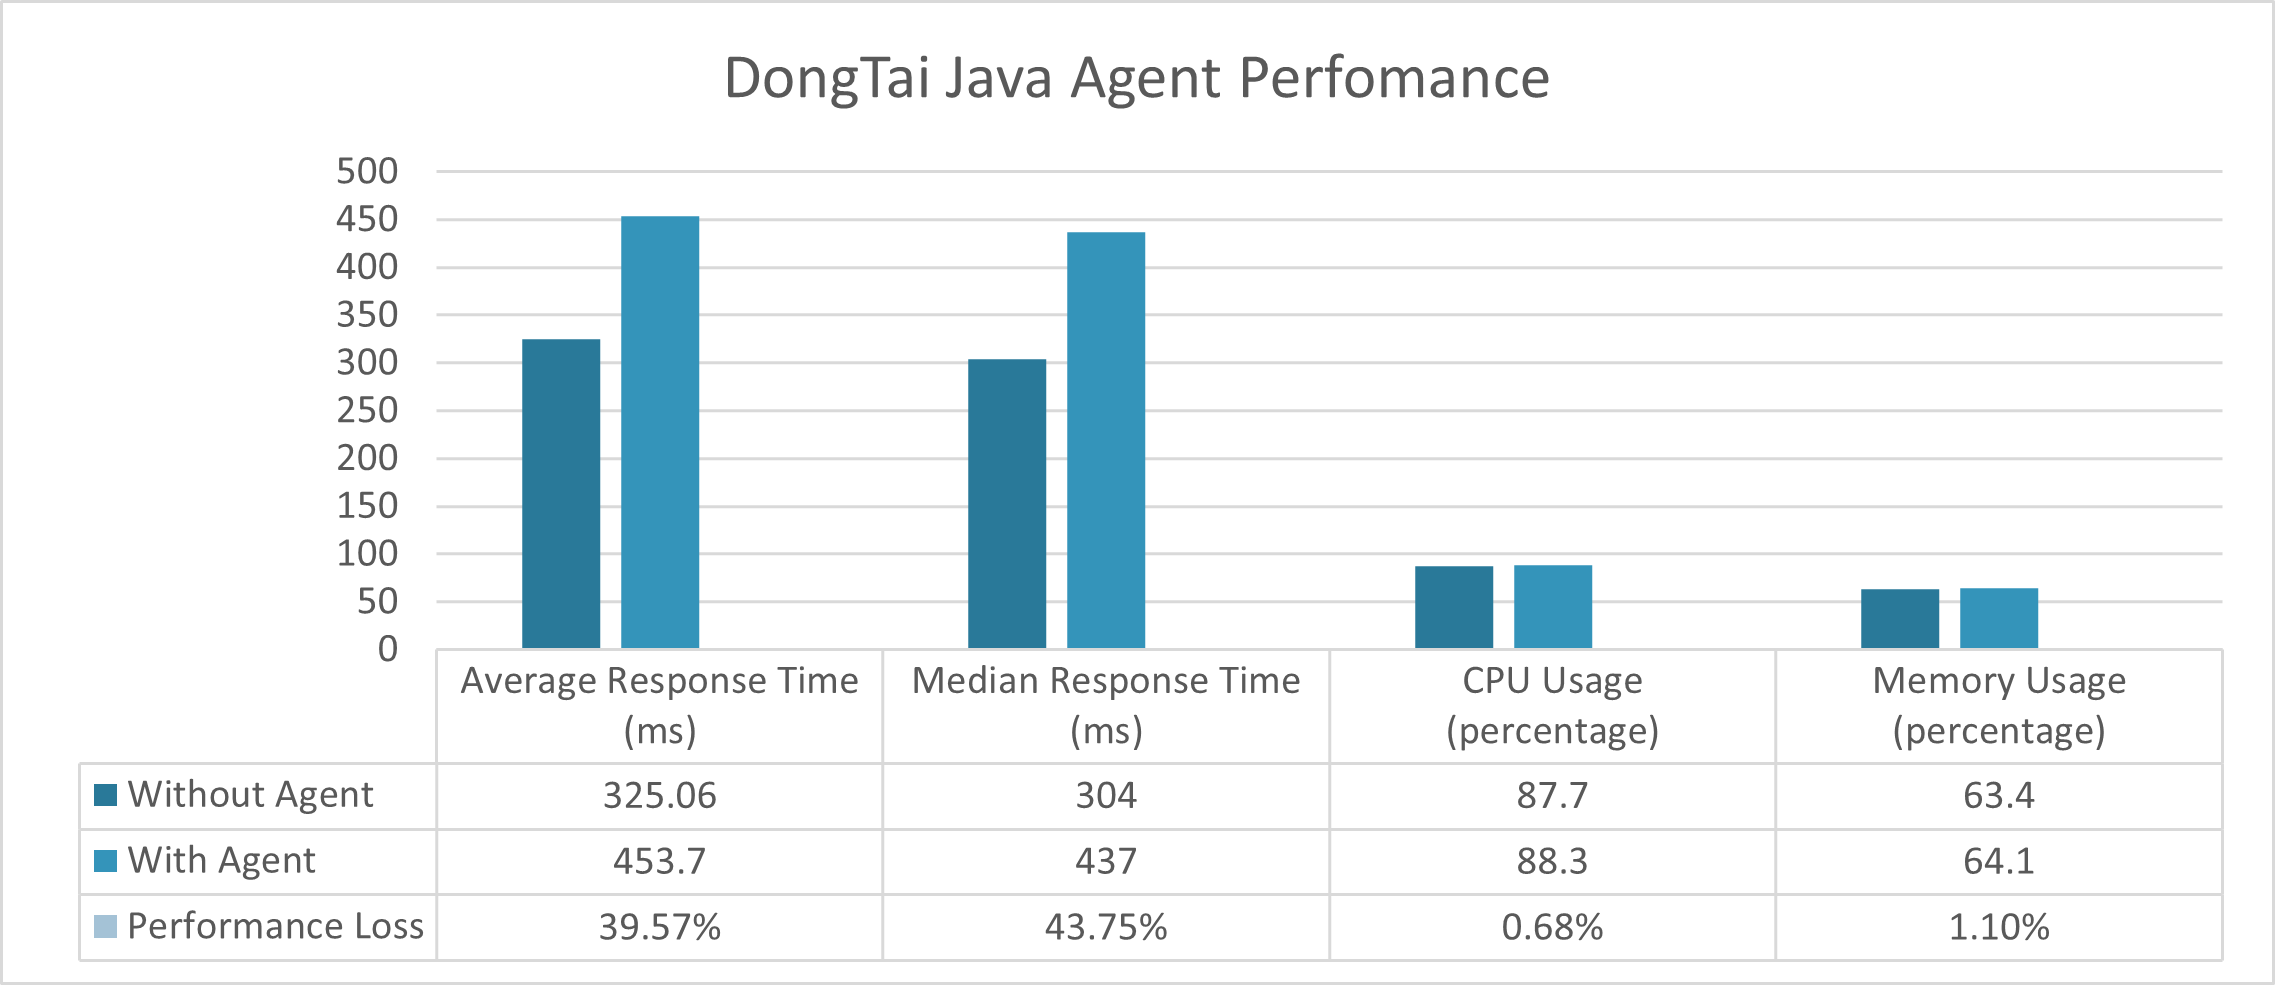 DongTai Java Agent Perfomance
500
450
400
350
300
250
200
150
100
50
0
Average Response Time (ms)
Median Response Time (ms)
CPU Usage (percentage)
Memory Usage (percentage)
Without Agent 325.06 304 87.7 63.4
With Agent 453.7 437 88.3 64.1
Performance Loss 39.57% 43.75% 0.68% 1.10%